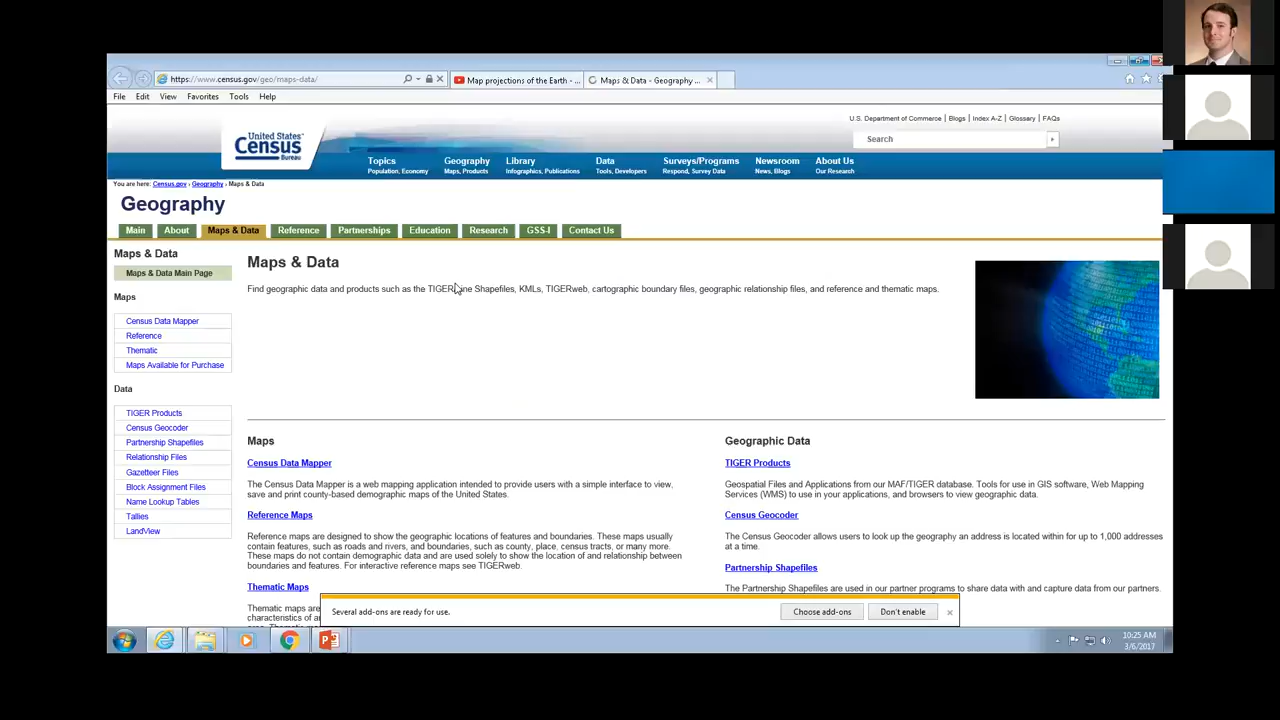 https://www.census.gov/geo/maps-data/
Map projections of the Earth - ...
Maps & Data - Geography ...
File Edit View Favorites Tools Help
U.S. Department of Commerce | Blogs | Index A-Z | Glossary | FAQs
United States
Census
Bureau
Search
Topics
Population, Economy
Geography
Maps, Products
Library
Infographics, Publications
Data
Tools, Developers
Surveys/Programs
Respond, Survey Data
Newsroom
News, Blogs
About Us
Our Research
You are here: Census.gov › Geography › Maps & Data
Geography
Main About Maps & Data Reference Partnerships Education Research GSS-I Contact Us
Maps & Data
Maps & Data Main Page
Maps
Census Data Mapper
Reference
Thematic
Maps Available for Purchase
Data
TIGER Products
Census Geocoder
Partnership Shapefiles
Relationship Files
Gazetteer Files
Block Assignment Files
Name Lookup Tables
Tallies
LandView
Maps & Data
Find geographic data and products such as the TIGER/Line Shapefiles, KMLs, TIGERweb, cartographic boundary files, geographic relationship files, and reference and thematic maps.
Maps
Census Data Mapper
The Census Data Mapper is a web mapping application intended to provide users with a simple interface to view,
save and print county-based demographic maps of the United States.
Reference Maps
Reference maps are designed to show the geographic locations of features and boundaries. These maps usually
contain features, such as roads and rivers, and boundaries, such as county, place, census tracts, or many more.
These maps do not contain demographic data and are used solely to show the location of and relationship between
boundaries and features. For interactive reference maps see TIGERweb.
Thematic Maps
Thematic maps are
characteristics of
Geographic Data
TIGER Products
Geospatial Files and Applications from our MAF/TIGER database. Tools for use in GIS software, Web Mapping
Services (WMS) to use in your applications, and browsers to view geographic data.
Census Geocoder
The Census Geocoder allows users to look up the geography an address is located within for up to 1,000 addresses
at a time.
Partnership Shapefiles
The Partnership Shapefiles are used in our partner programs to share data with and capture data from our partners.
Several add-ons are ready for use.
Choose add-ons
Don't enable
10:25 AM
3/6/2017